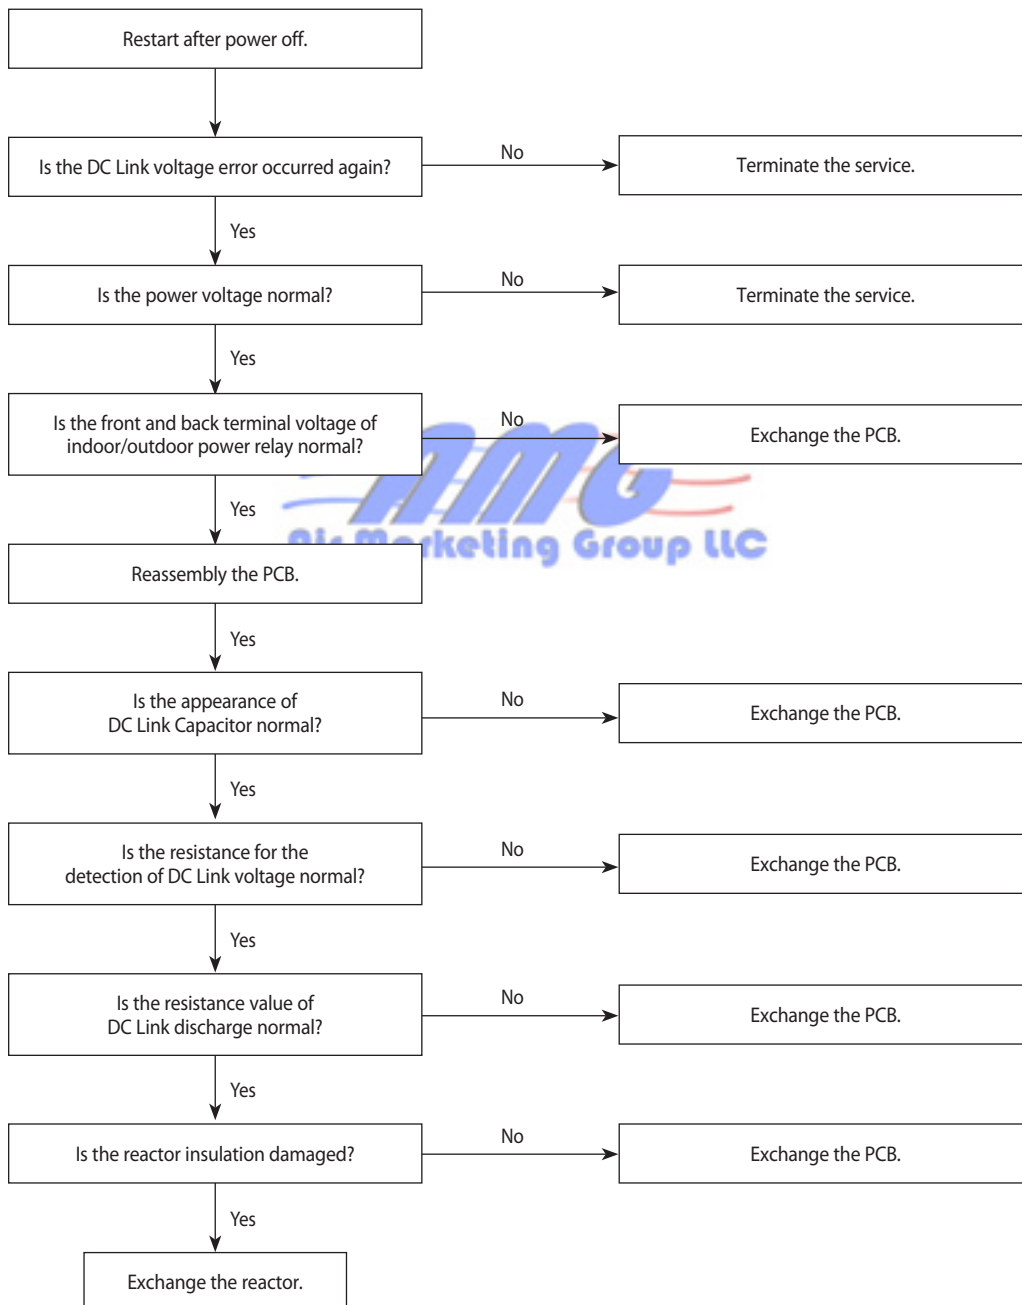 Restart after power off.
Is the DC Link voltage error occurred again?
No
Terminate the service.
Yes
Is the power voltage normal?
No
Terminate the service.
Yes
Is the front and back terminal voltage of
indoor/outdoor power relay normal?
No
Exchange the PCB.
AMG
Air Marketing Group LLC
Yes
Reassembly the PCB.
Yes
Is the appearance of
DC Link Capacitor normal?
No
Exchange the PCB.
Yes
Is the resistance for the
detection of DC Link voltage normal?
No
Exchange the PCB.
Yes
Is the resistance value of
DC Link discharge normal?
No
Exchange the PCB.
Yes
Is the reactor insulation damaged?
No
Exchange the PCB.
Yes
Exchange the reactor.